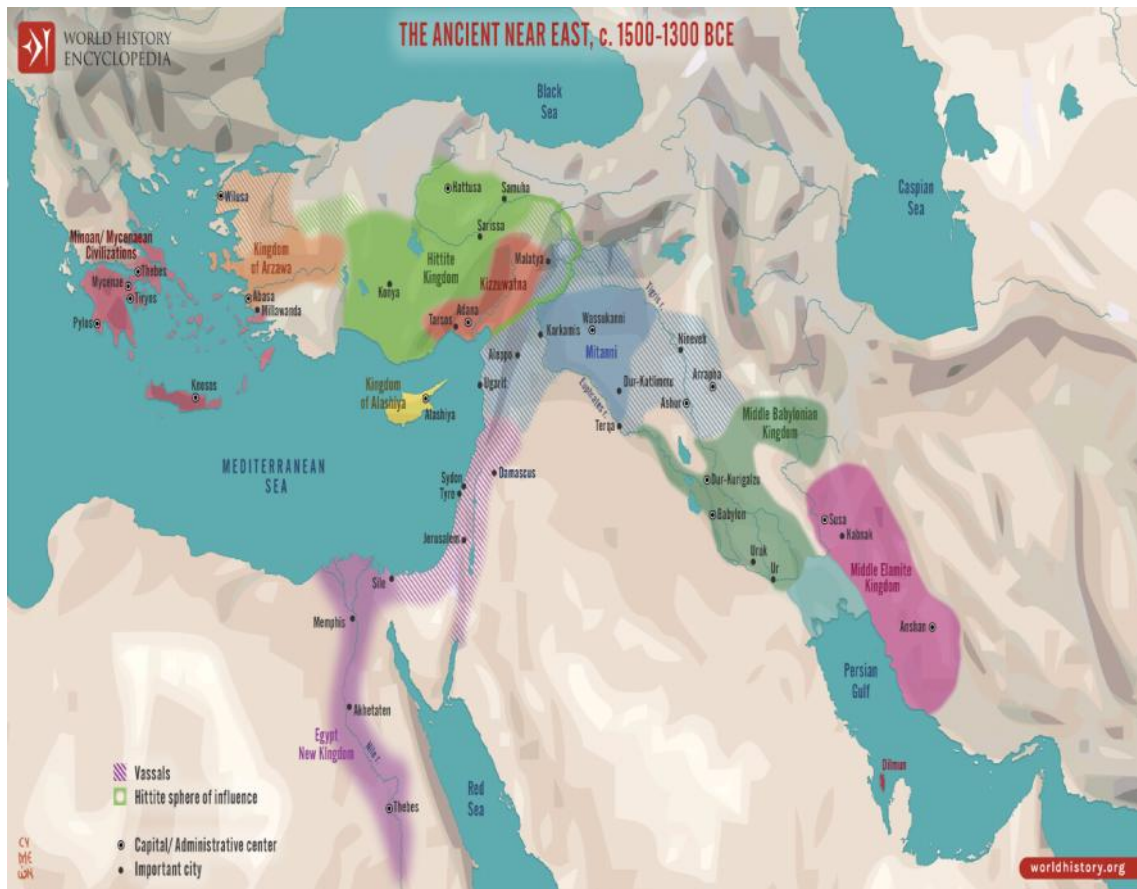 WORLD HISTORY
ENCYCLOPEDIA
THE ANCIENT NEAR EAST, c. 1500-1300 BCE
Black
Sea
Caspian
Sea
Hattusa
Samuha
Wilusa
Sarissa
Minoan/ Mycenaean
Civilizations
Kingdom
of Arzawa
Hittite
Kingdom
Malatya
Thebes
Mycenae
Tiryns
Kizzuwatna
Konya
Tigris r.
Abasa
Millawanda
Pylos
Adana
Tarsos
Wassukanni
Karkamis
Nineveh
Mitanni
Aleppo
Knosos
Kingdom
of Alashiya
Ugarit
Dur-Katlimmu
Arrapha
Euphrates r.
Ashur
Alashiya
Terqa
Middle Babylonian
Kingdom
MEDITERRANEAN
SEA
Sydon
Tyre
Damascus
Dur-Kurigalzu
Babylon
Susa
Kabnak
Jerusalem
Uruk
Ur
Middle Elamite
Kingdom
Sile
Memphis
Anshan
Persian
Gulf
Akhetaten
Egypt
New Kingdom
Nile r.
Dilmun
Vassals
Hittite sphere of influence
Red
Sea
Thebes
Capital/ Administrative center
Important city
worldhistory.org